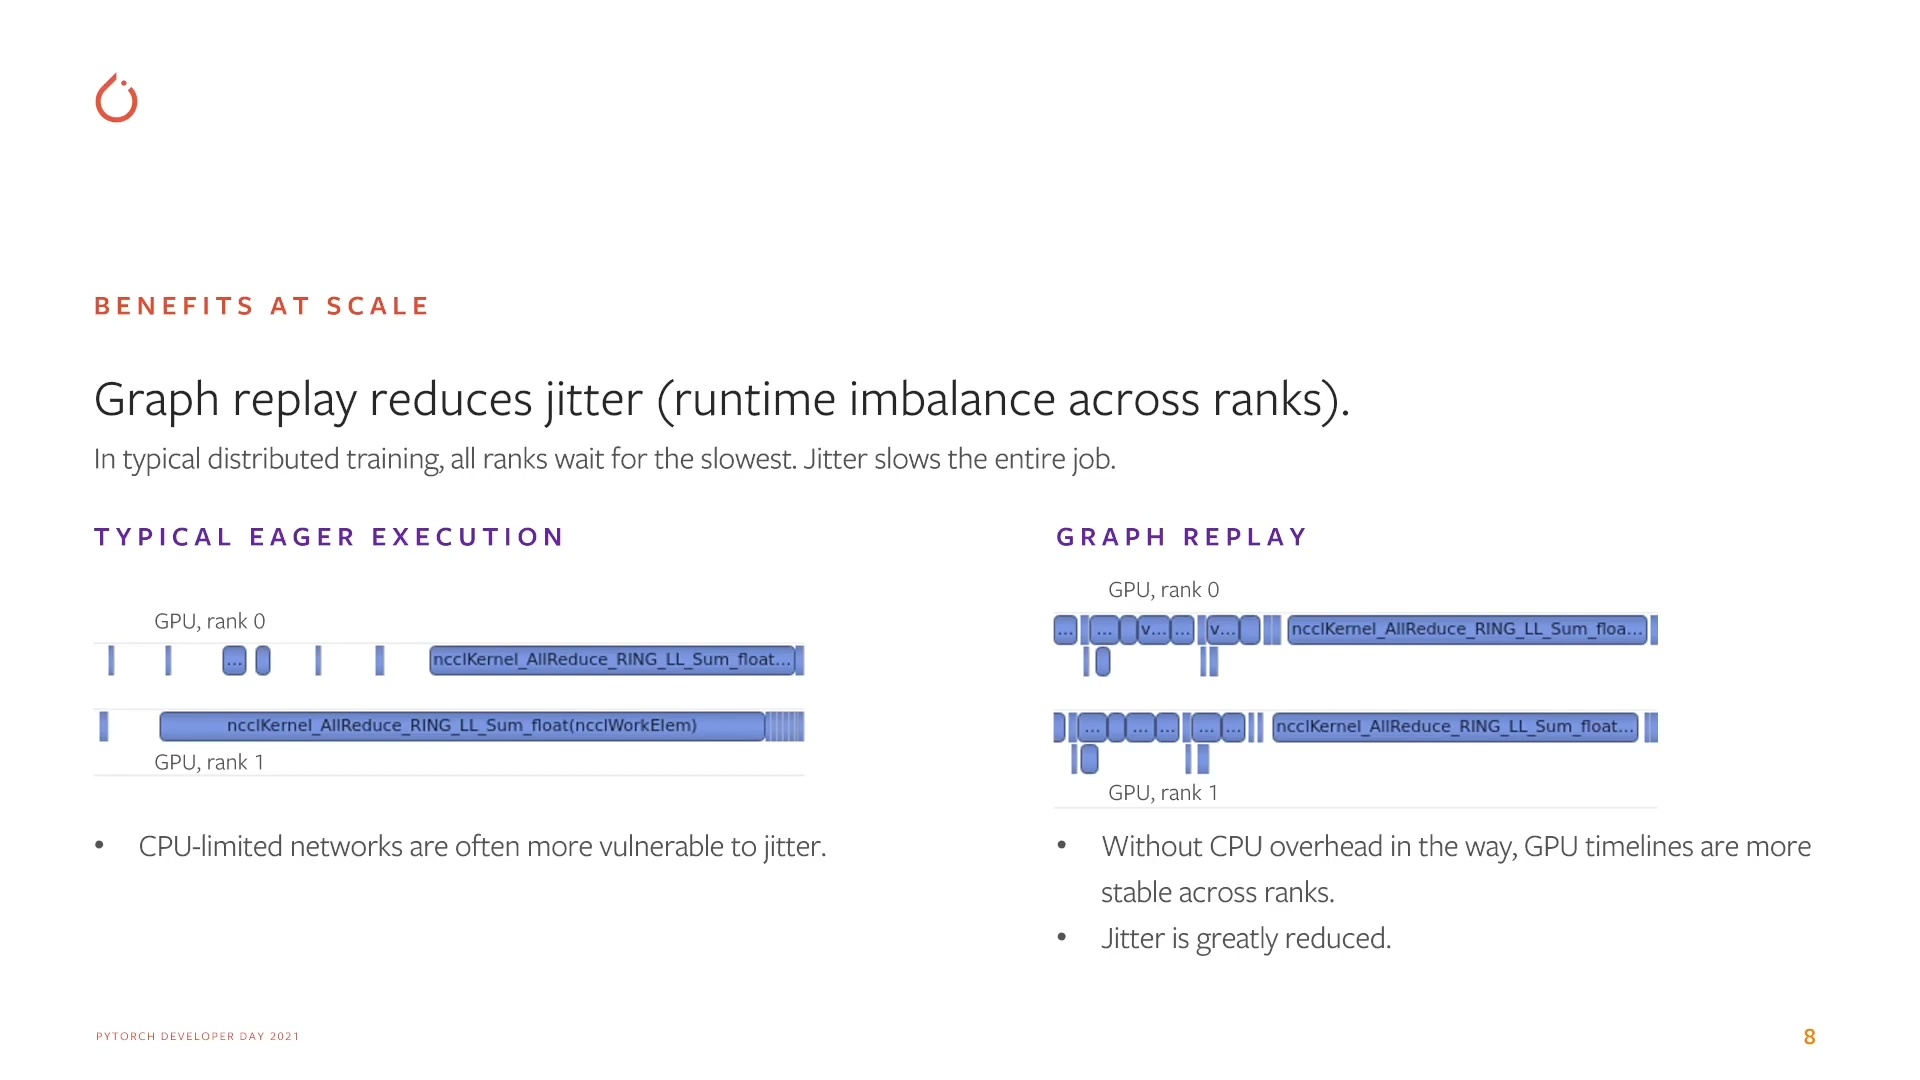 BENEFITS AT SCALE
Graph replay reduces jitter (runtime imbalance across ranks).
In typical distributed training, all ranks wait for the slowest. Jitter slows the entire job.
TYPICAL EAGER EXECUTION
GPU, rank 0
...
ncclKernel_AllReduce_RING_LL_Sum_float...
ncclKernel_AllReduce_RING_LL_Sum_float(ncclWorkElem)
GPU, rank 1
• CPU-limited networks are often more vulnerable to jitter.
GRAPH REPLAY
GPU, rank 0
... ... v... ... v... ncclKernel_AllReduce_RING_LL_Sum_floa...
... ... ... ... ... ncclKernel_AllReduce_RING_LL_Sum_float...
GPU, rank 1
• Without CPU overhead in the way, GPU timelines are more
stable across ranks.
• Jitter is greatly reduced.
PYTORCH DEVELOPER DAY 2021
8